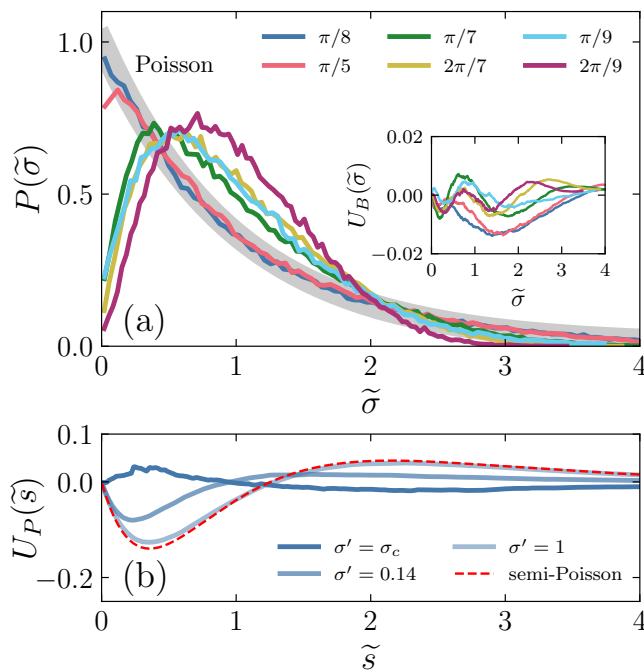 1.0
0.5
0.0
P(σ̃)
Poisson
π/8
π/7
π/9
π/5
2π/7
2π/9
0.02
0.00
−0.02
U_B(σ̃)
0 1 2 3 4
σ̃
(a)
0 1 2 3 4
σ̃
0.1
0.0
−0.2
U_P(s̃)
σ′ = σ_c
σ′ = 1
σ′ = 0.14
semi-Poisson
(b)
0 1 2 3 4
s̃